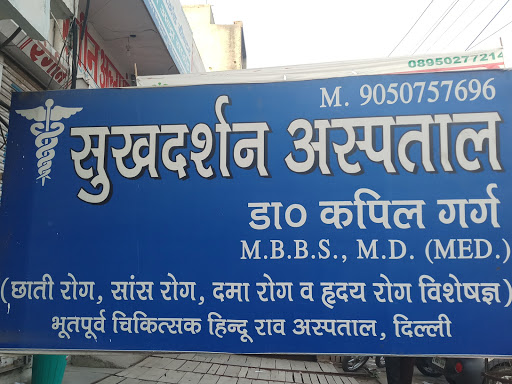 08950277214
M. 9050757696
सुखदर्शन अस्पताल
डा० कपिल गर्ग
M.B.B.S., M.D. (MED.)
(छाती रोग, सांस रोग, दमा रोग व हृदय रोग विशेषज्ञ)
भूतपूर्व चिकित्सक हिन्दू राव अस्पताल, दिल्ली